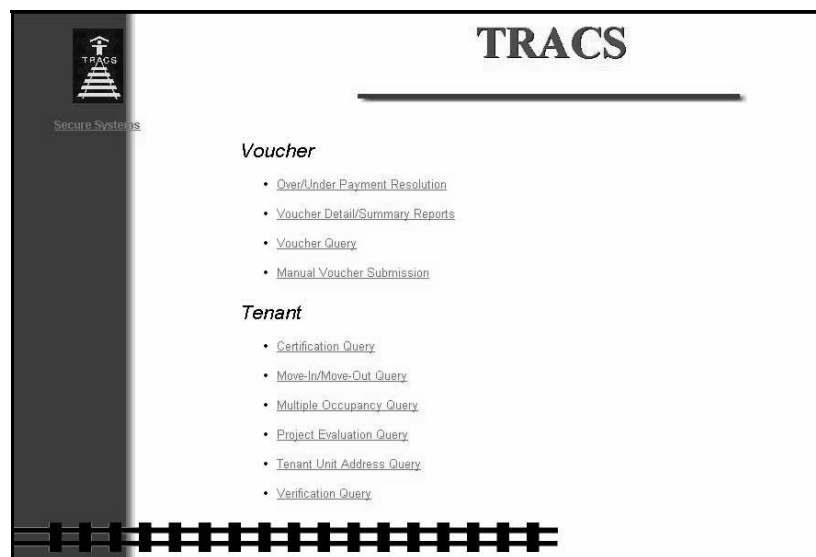 TRACS
TRACS
Secure Systems
Voucher
• Over/Under Payment Resolution
• Voucher Detail/Summary Reports
• Voucher Query
• Manual Voucher Submission
Tenant
• Certification Query
• Move-In/Move-Out Query
• Multiple Occupancy Query
• Project Evaluation Query
• Tenant Unit Address Query
• Verification Query